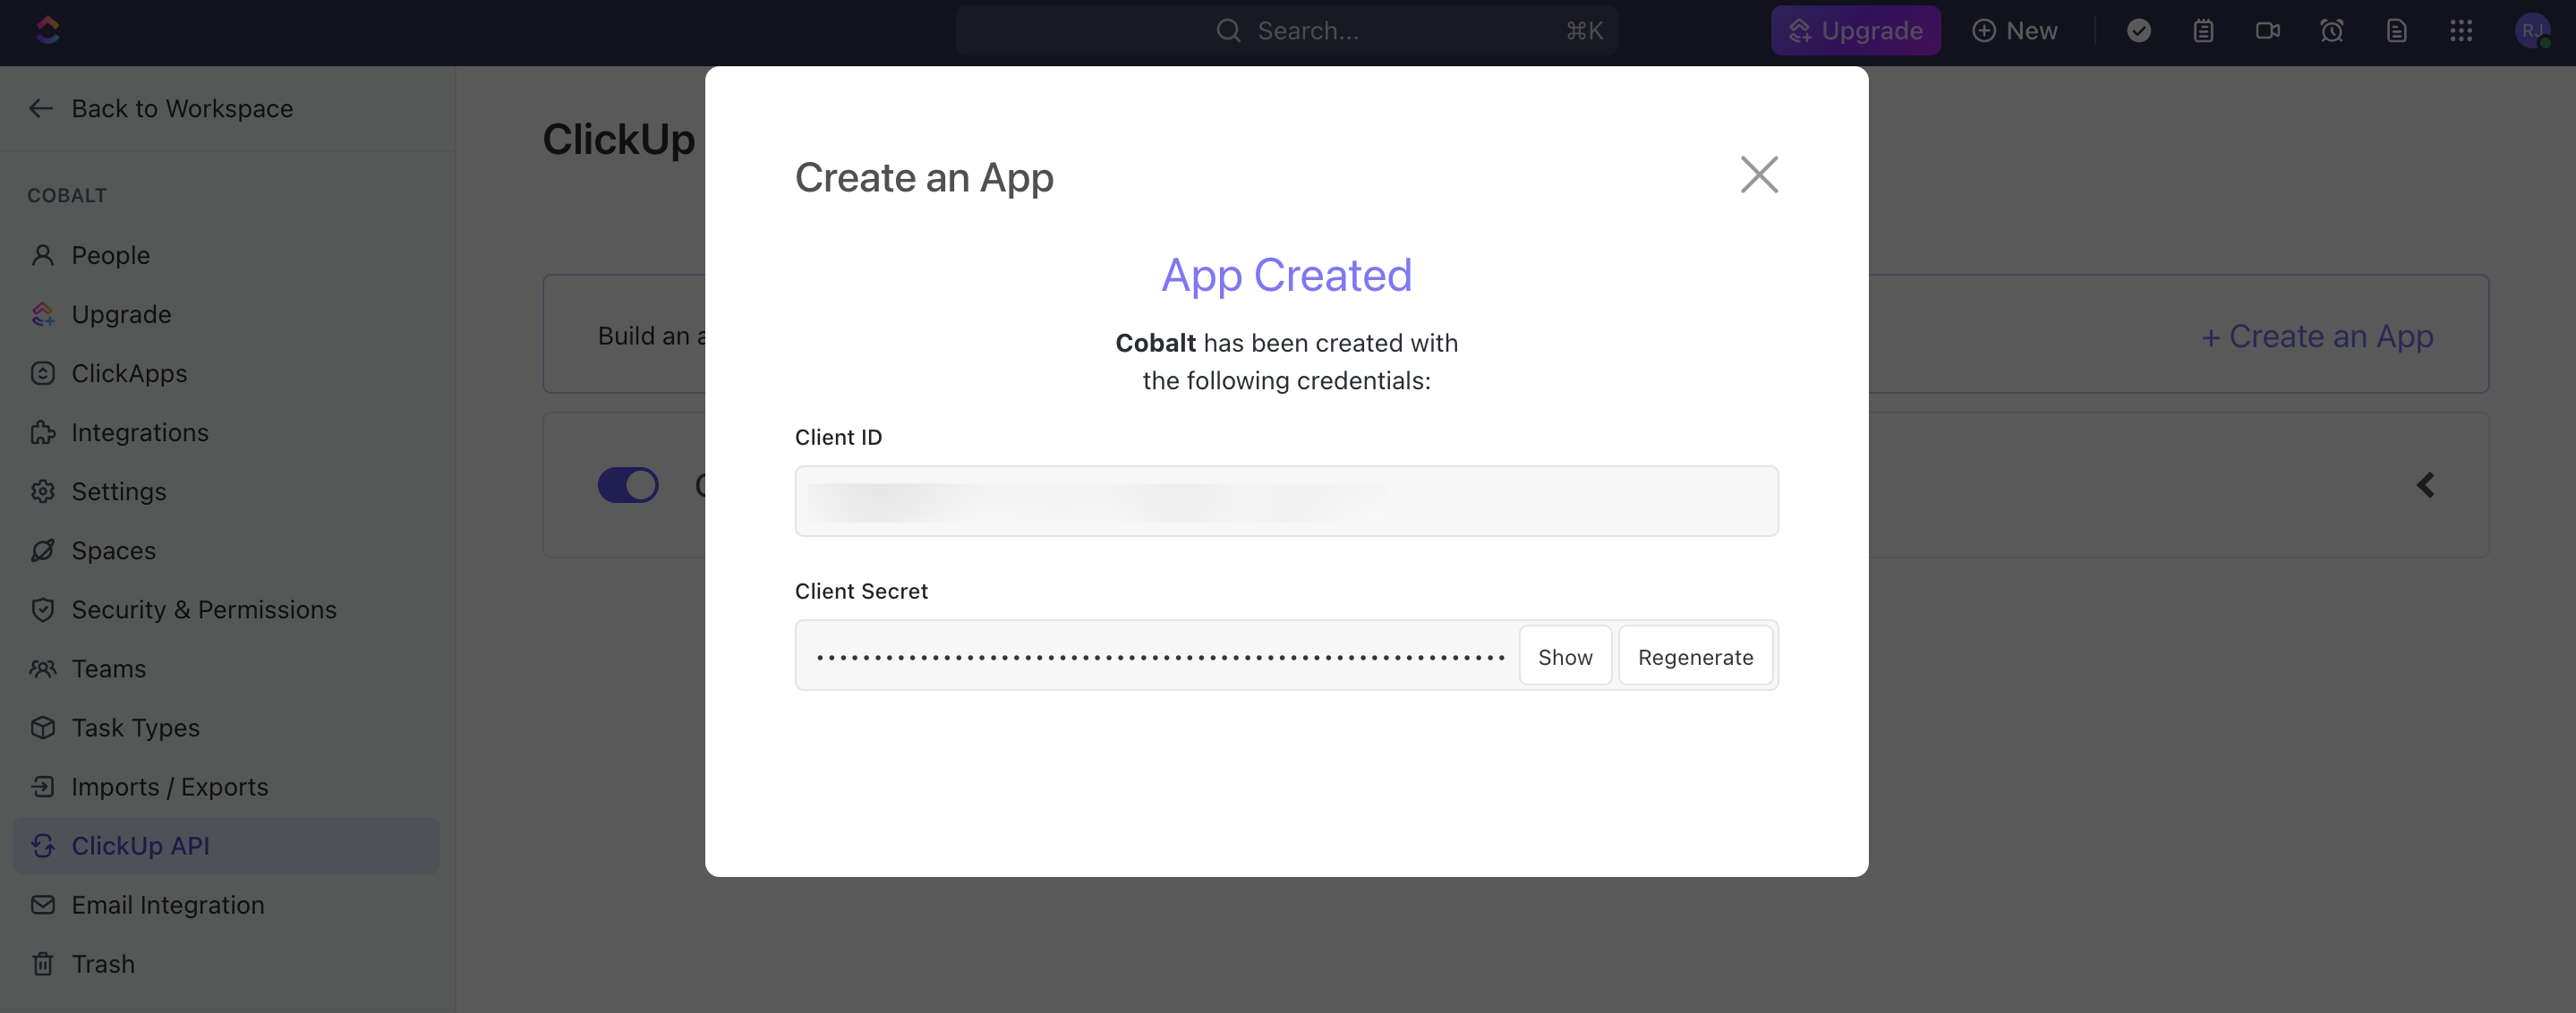 Search...
⌘K
Upgrade
New
RJ
Back to Workspace
COBALT
People
Upgrade
ClickApps
Integrations
Settings
Spaces
Security & Permissions
Teams
Task Types
Imports / Exports
ClickUp API
Email Integration
Trash
ClickUp
Build an a
+ Create an App
Create an App
App Created
Cobalt has been created with
the following credentials:
Client ID
Client Secret
Show
Regenerate